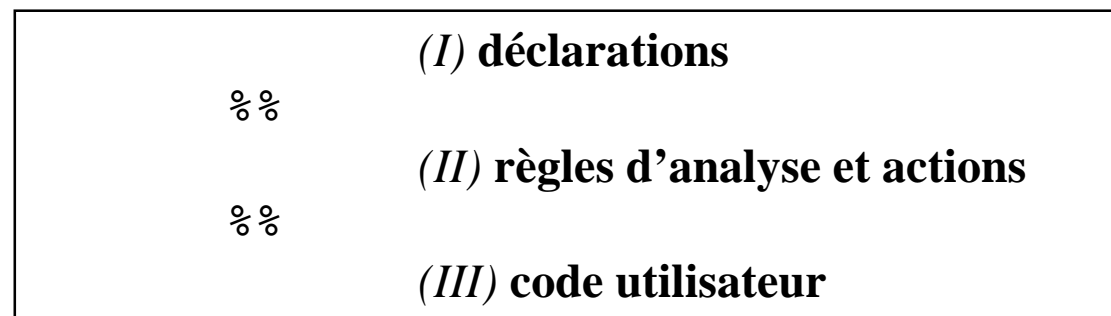 (I) déclarations
%%
(II) règles d’analyse et actions
%%
(III) code utilisateur